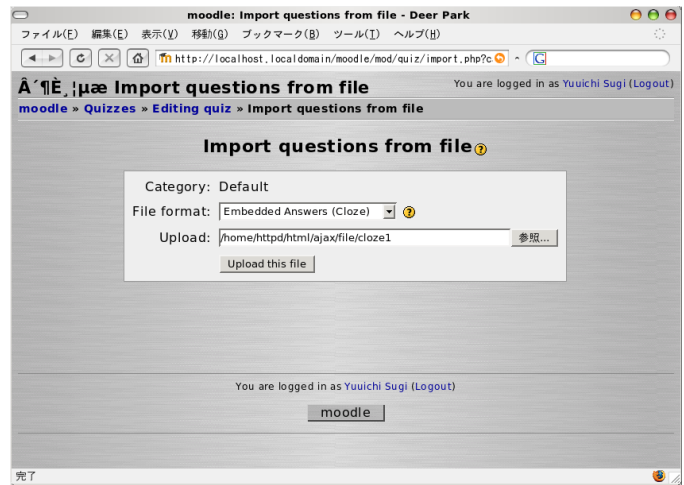 moodle: Import questions from file - Deer Park
ファイル(F) 編集(E) 表示(V) 移動(G) ブックマーク(B) ツール(T) ヘルプ(H)
http://localhost.localdomain/moodle/mod/quiz/import.php?c
Â´¶È¸¦µæ Import questions from file
You are logged in as Yuuichi Sugi (Logout)
moodle » Quizzes » Editing quiz » Import questions from file
Import questions from file
Category: Default
File format: Embedded Answers (Cloze)
Upload: /home/httpd/html/ajax/file/cloze1 参照...
Upload this file
You are logged in as Yuuichi Sugi (Logout)
moodle
完了